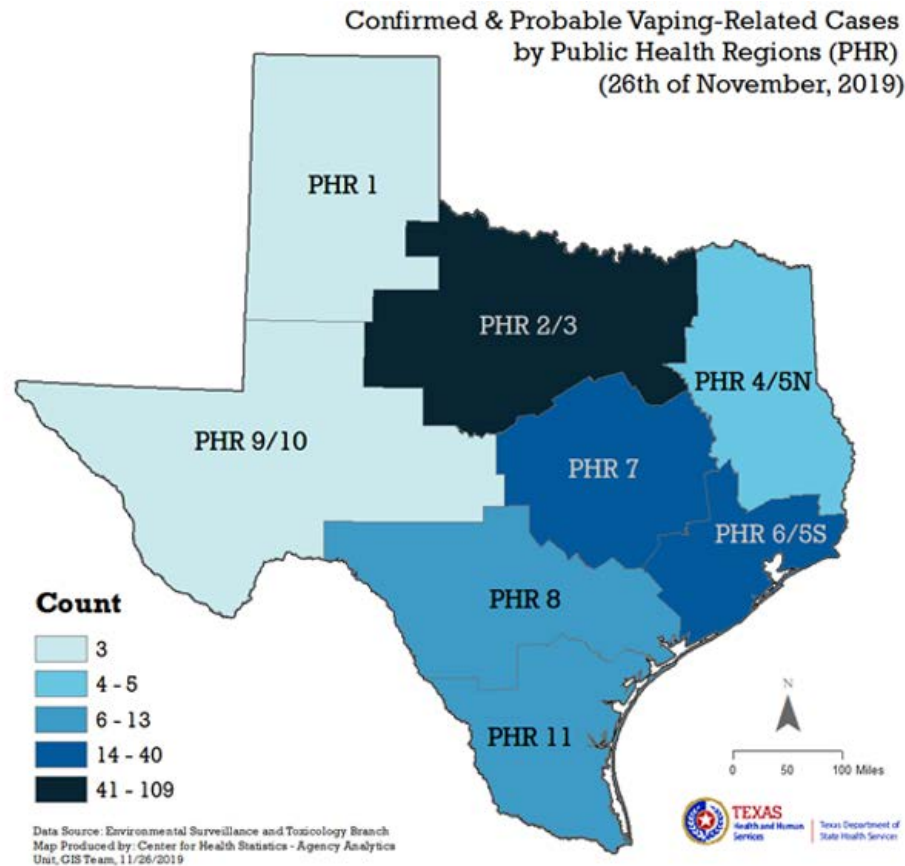 Confirmed & Probable Vaping-Related Cases
by Public Health Regions (PHR)
(26th of November, 2019)
PHR 1
PHR 2/3
PHR 4/5N
PHR 9/10
PHR 7
PHR 6/5S
PHR 8
PHR 11
Count
3
4 - 5
6 - 13
14 - 40
41 - 109
N
0 50 100 Miles
Data Source: Environmental Surveillance and Toxicology Branch
Map Produced by: Center for Health Statistics - Agency Analytics
Unit, GIS Team, 11/26/2019
TEXAS
Health and Human
Services
Texas Department of
State Health Services